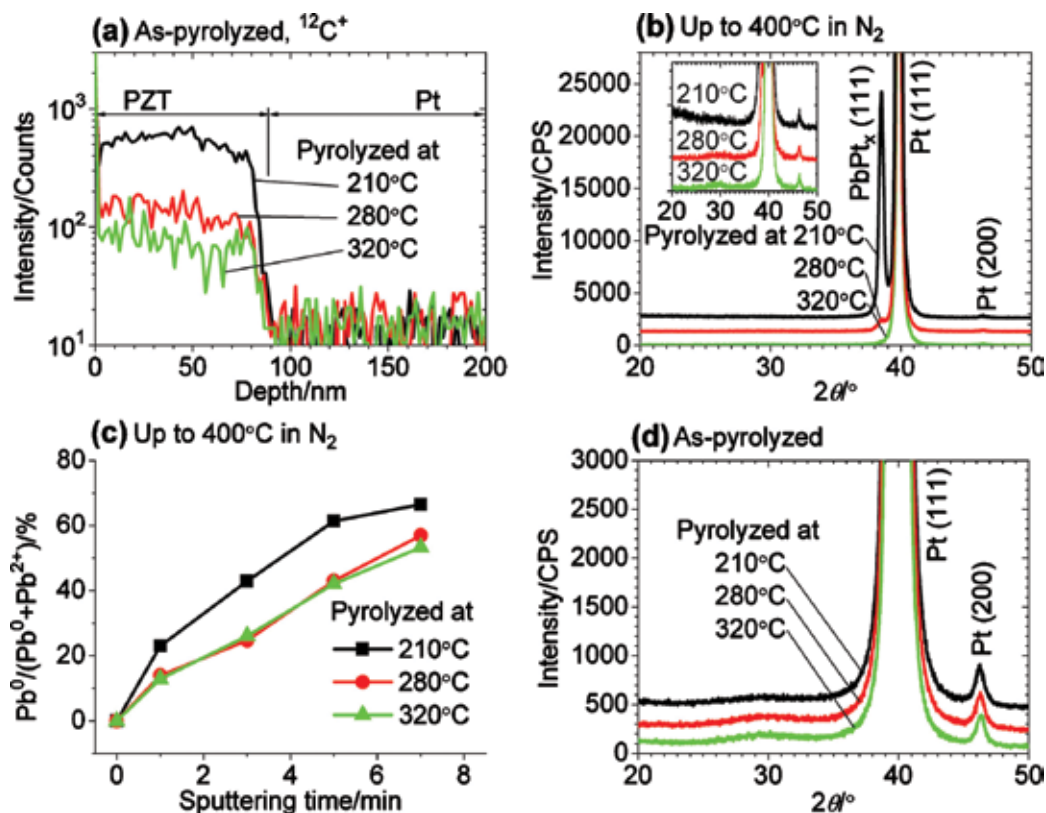 (a) As-pyrolyzed, ¹²C⁺
Intensity/Counts
10³
10²
10¹
PZT
Pt
Pyrolyzed at
210°C
280°C
320°C
0 50 100 150 200
Depth/nm
(b) Up to 400°C in N₂
Intensity/CPS
25000
20000
15000
10000
5000
0
210°C
280°C
320°C
20 30 40 50
PbPtₓ (111)
Pt (111)
Pyrolyzed at 210°C
280°C
320°C
Pt (200)
20 30 40 50
2θ/°
(c) Up to 400°C in N₂
Pb⁰/(Pb⁰+Pb²⁺)/%
80
60
40
20
0
Pyrolyzed at
210°C
280°C
320°C
0 2 4 6 8
Sputtering time/min
(d) As-pyrolyzed
Intensity/CPS
3000
2500
2000
1500
1000
500
0
Pyrolyzed at
210°C
280°C
320°C
Pt (111)
Pt (200)
20 30 40 50
2θ/°